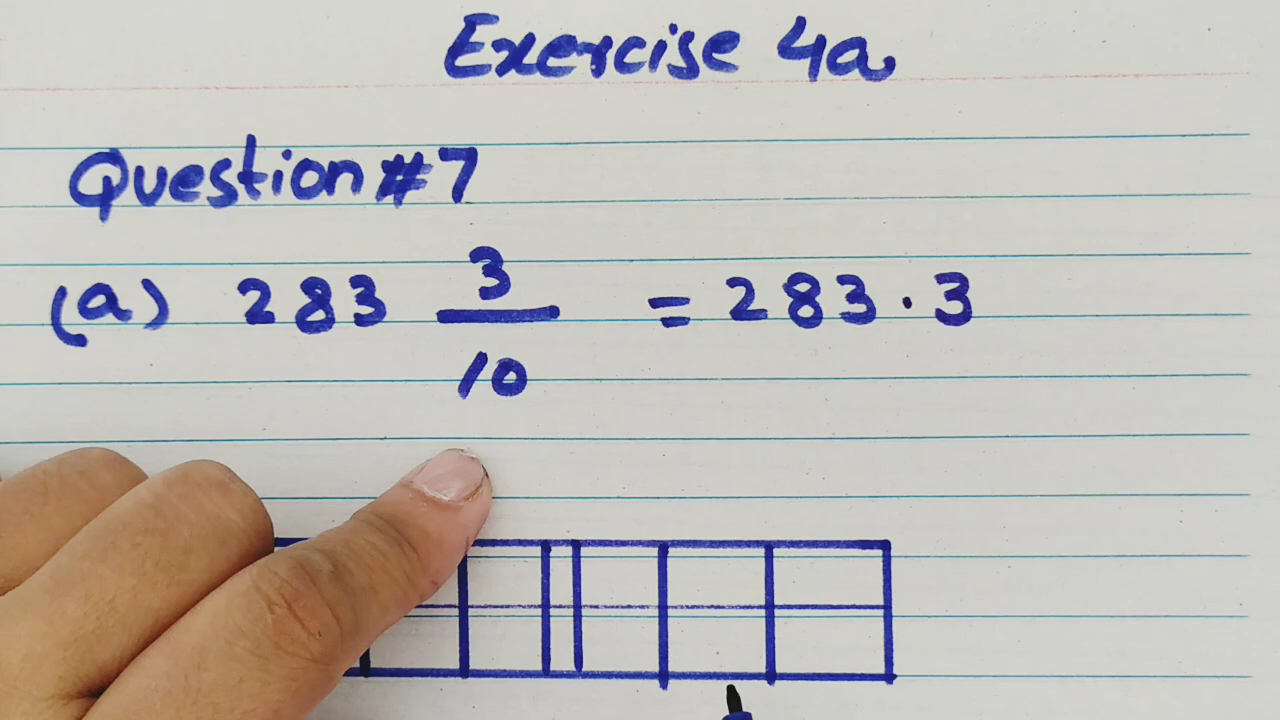 Exercise 4a
Question #7
(a) 283 3/10 = 283.3